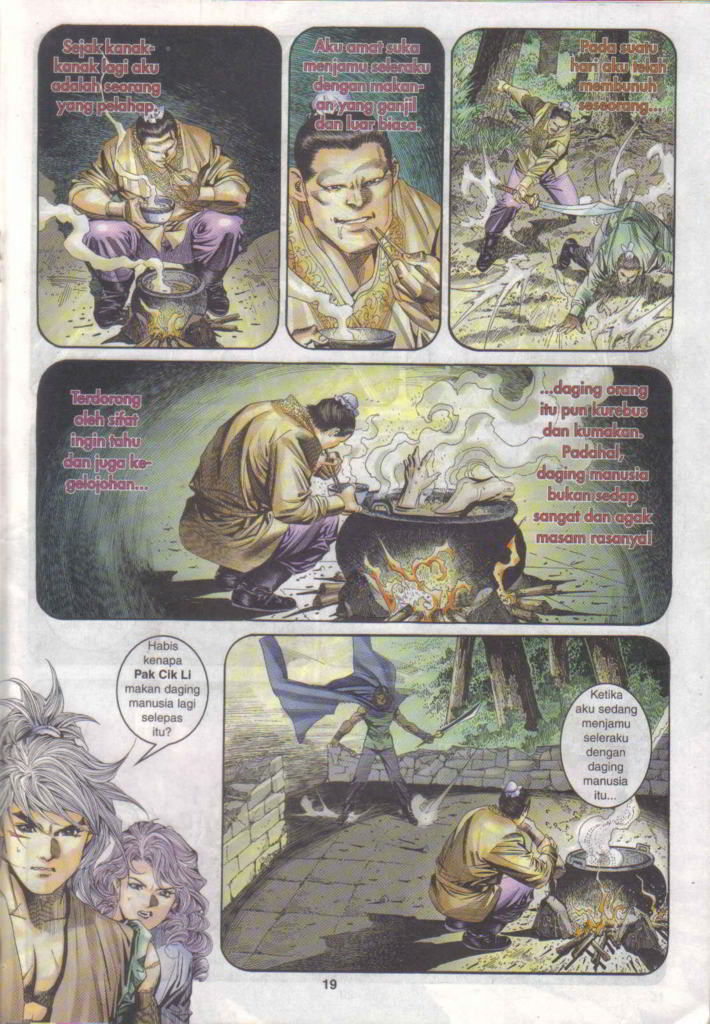 Sejak kanak-
kanak lagi aku
adalah seorang
yang pelahap.
Aku amat suka
menjamu seleraku
dengan makan-
an yang ganjil
dan luar biasa.
Pada suatu
hari aku telah
membunuh
seseorang...
Terdorong
oleh sifat
ingin tahu
dan juga ke-
gelojohan...
...daging orang
itu pun kurebus
dan kumakan.
Padahal,
daging manusia
bukan sedap
sangat dan agak
masam rasanya!
Habis
kenapa
Pak Cik Li
makan daging
manusia lagi
selepas
itu?
Ketika
aku sedang
menjamu
seleraku
dengan
daging
manusia
itu...
19